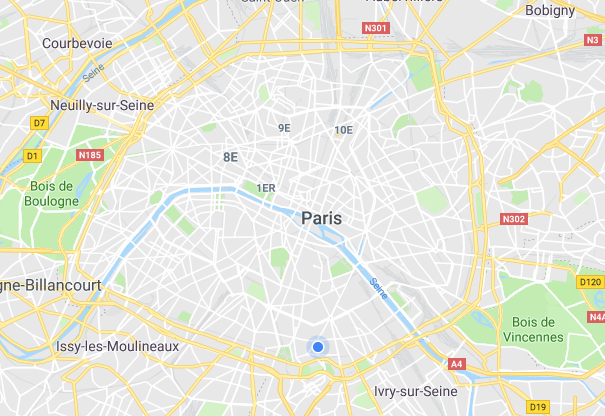 Saint-Ouen
Aubervilliers
Bobigny
N301
N3
Courbevoie
Seine
Neuilly-sur-Seine
D7
9E
10E
D1
N185
8E
Bois de
Boulogne
1ER
Paris
N302
gne-Billancourt
Seine
D120
N4A
Bois de
Vincennes
Issy-les-Moulineaux
A4
Ivry-sur-Seine
D19